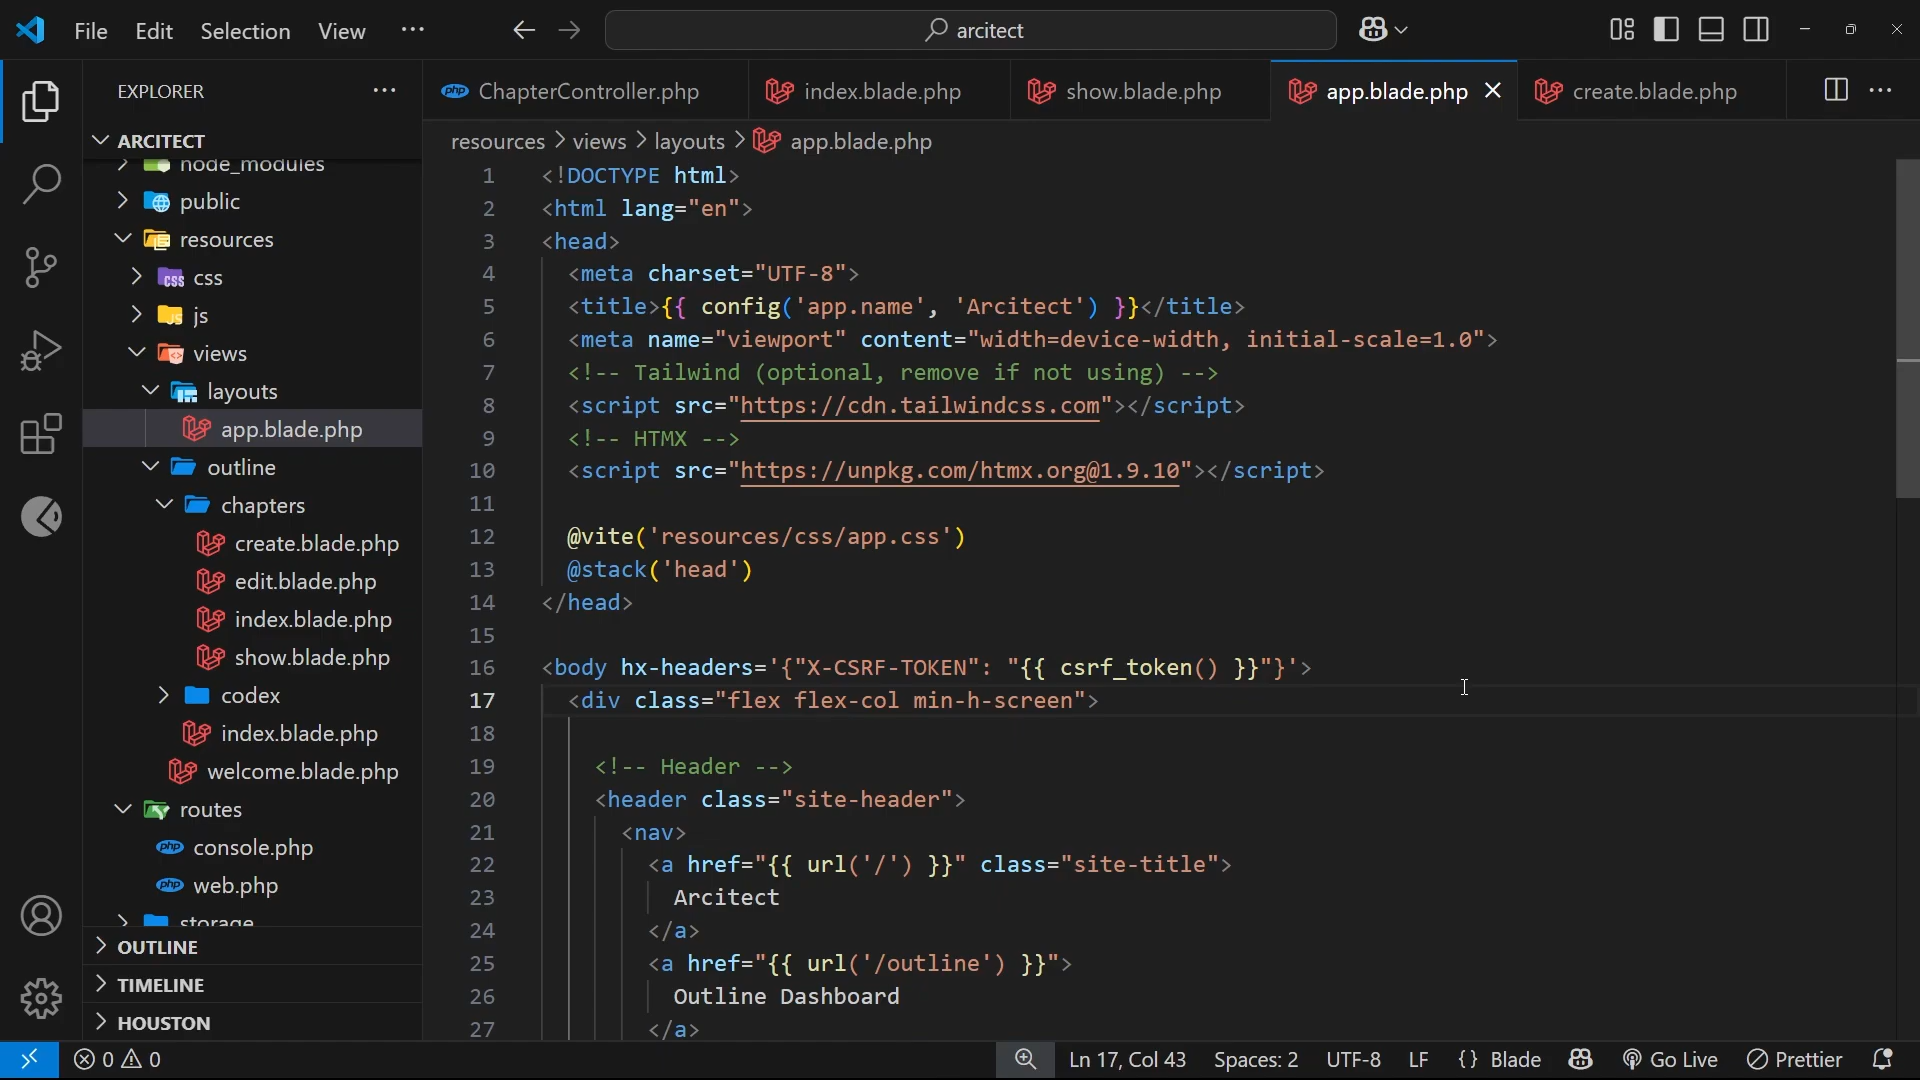 File Edit Selection View ··· arcitect
EXPLORER ···
ChapterController.php index.blade.php show.blade.php app.blade.php create.blade.php ···
ARCITECT
node_modules
public
resources
css
js
views
layouts
app.blade.php
outline
chapters
create.blade.php
edit.blade.php
index.blade.php
show.blade.php
codex
index.blade.php
welcome.blade.php
routes
console.php
web.php
storage
OUTLINE
TIMELINE
HOUSTON
resources > views > layouts > app.blade.php
1 <!DOCTYPE html>
2 <html lang="en">
3 <head>
4 <meta charset="UTF-8">
5 <title>{{ config('app.name', 'Arcitect') }}</title>
6 <meta name="viewport" content="width=device-width, initial-scale=1.0">
7 <!-- Tailwind (optional, remove if not using) -->
8 <script src="https://cdn.tailwindcss.com"></script>
9 <!-- HTMX -->
10 <script src="https://unpkg.com/htmx.org@1.9.10"></script>
11
12 @vite('resources/css/app.css')
13 @stack('head')
14 </head>
15
16 <body hx-headers='{"X-CSRF-TOKEN": "{{ csrf_token() }}"}'>
17 <div class="flex flex-col min-h-screen">
18
19 <!-- Header -->
20 <header class="site-header">
21 <nav>
22 <a href="{{ url('/') }}" class="site-title">
23 Arcitect
24 </a>
25 <a href="{{ url('/outline') }}">
26 Outline Dashboard
27 </a>
0 0 Ln 17, Col 43 Spaces: 2 UTF-8 LF {} Blade Go Live Prettier